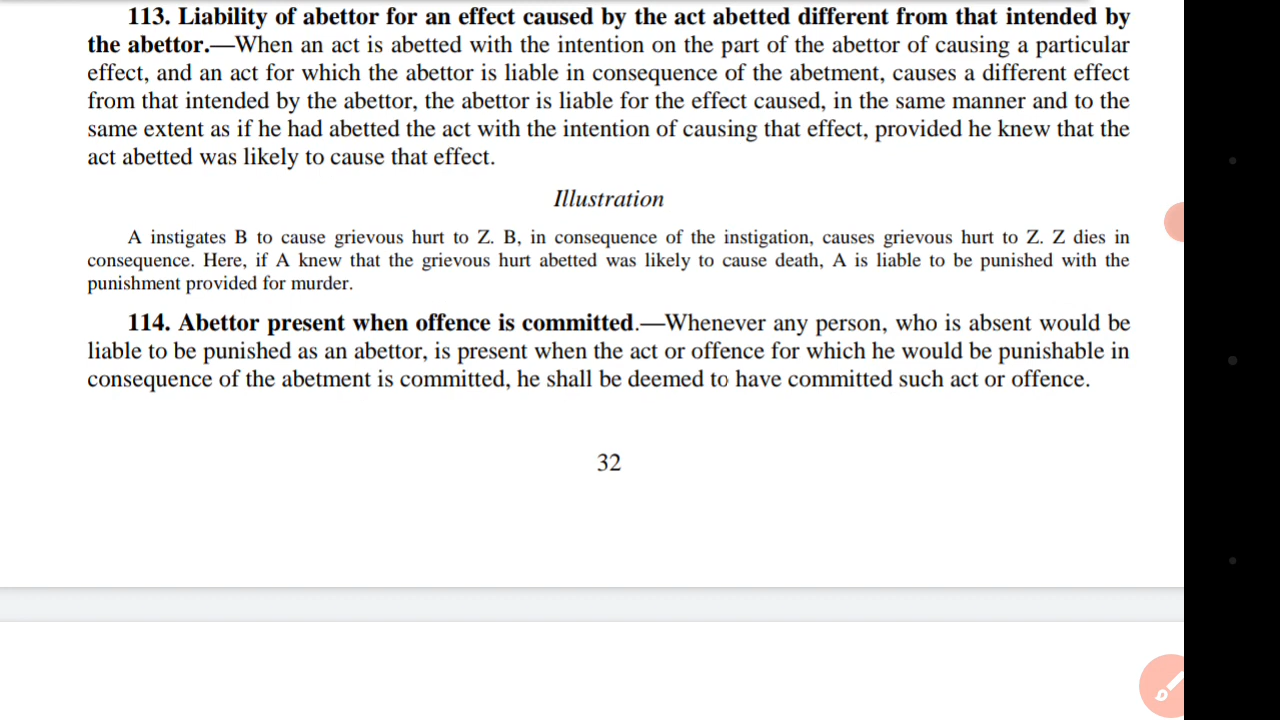 113. Liability of abettor for an effect caused by the act abetted different from that intended by
the abettor.—When an act is abetted with the intention on the part of the abettor of causing a particular
effect, and an act for which the abettor is liable in consequence of the abetment, causes a different effect
from that intended by the abettor, the abettor is liable for the effect caused, in the same manner and to the
same extent as if he had abetted the act with the intention of causing that effect, provided he knew that the
act abetted was likely to cause that effect.
Illustration
A instigates B to cause grievous hurt to Z. B, in consequence of the instigation, causes grievous hurt to Z. Z dies in
consequence. Here, if A knew that the grievous hurt abetted was likely to cause death, A is liable to be punished with the
punishment provided for murder.
114. Abettor present when offence is committed.—Whenever any person, who is absent would be
liable to be punished as an abettor, is present when the act or offence for which he would be punishable in
consequence of the abetment is committed, he shall be deemed to have committed such act or offence.
32